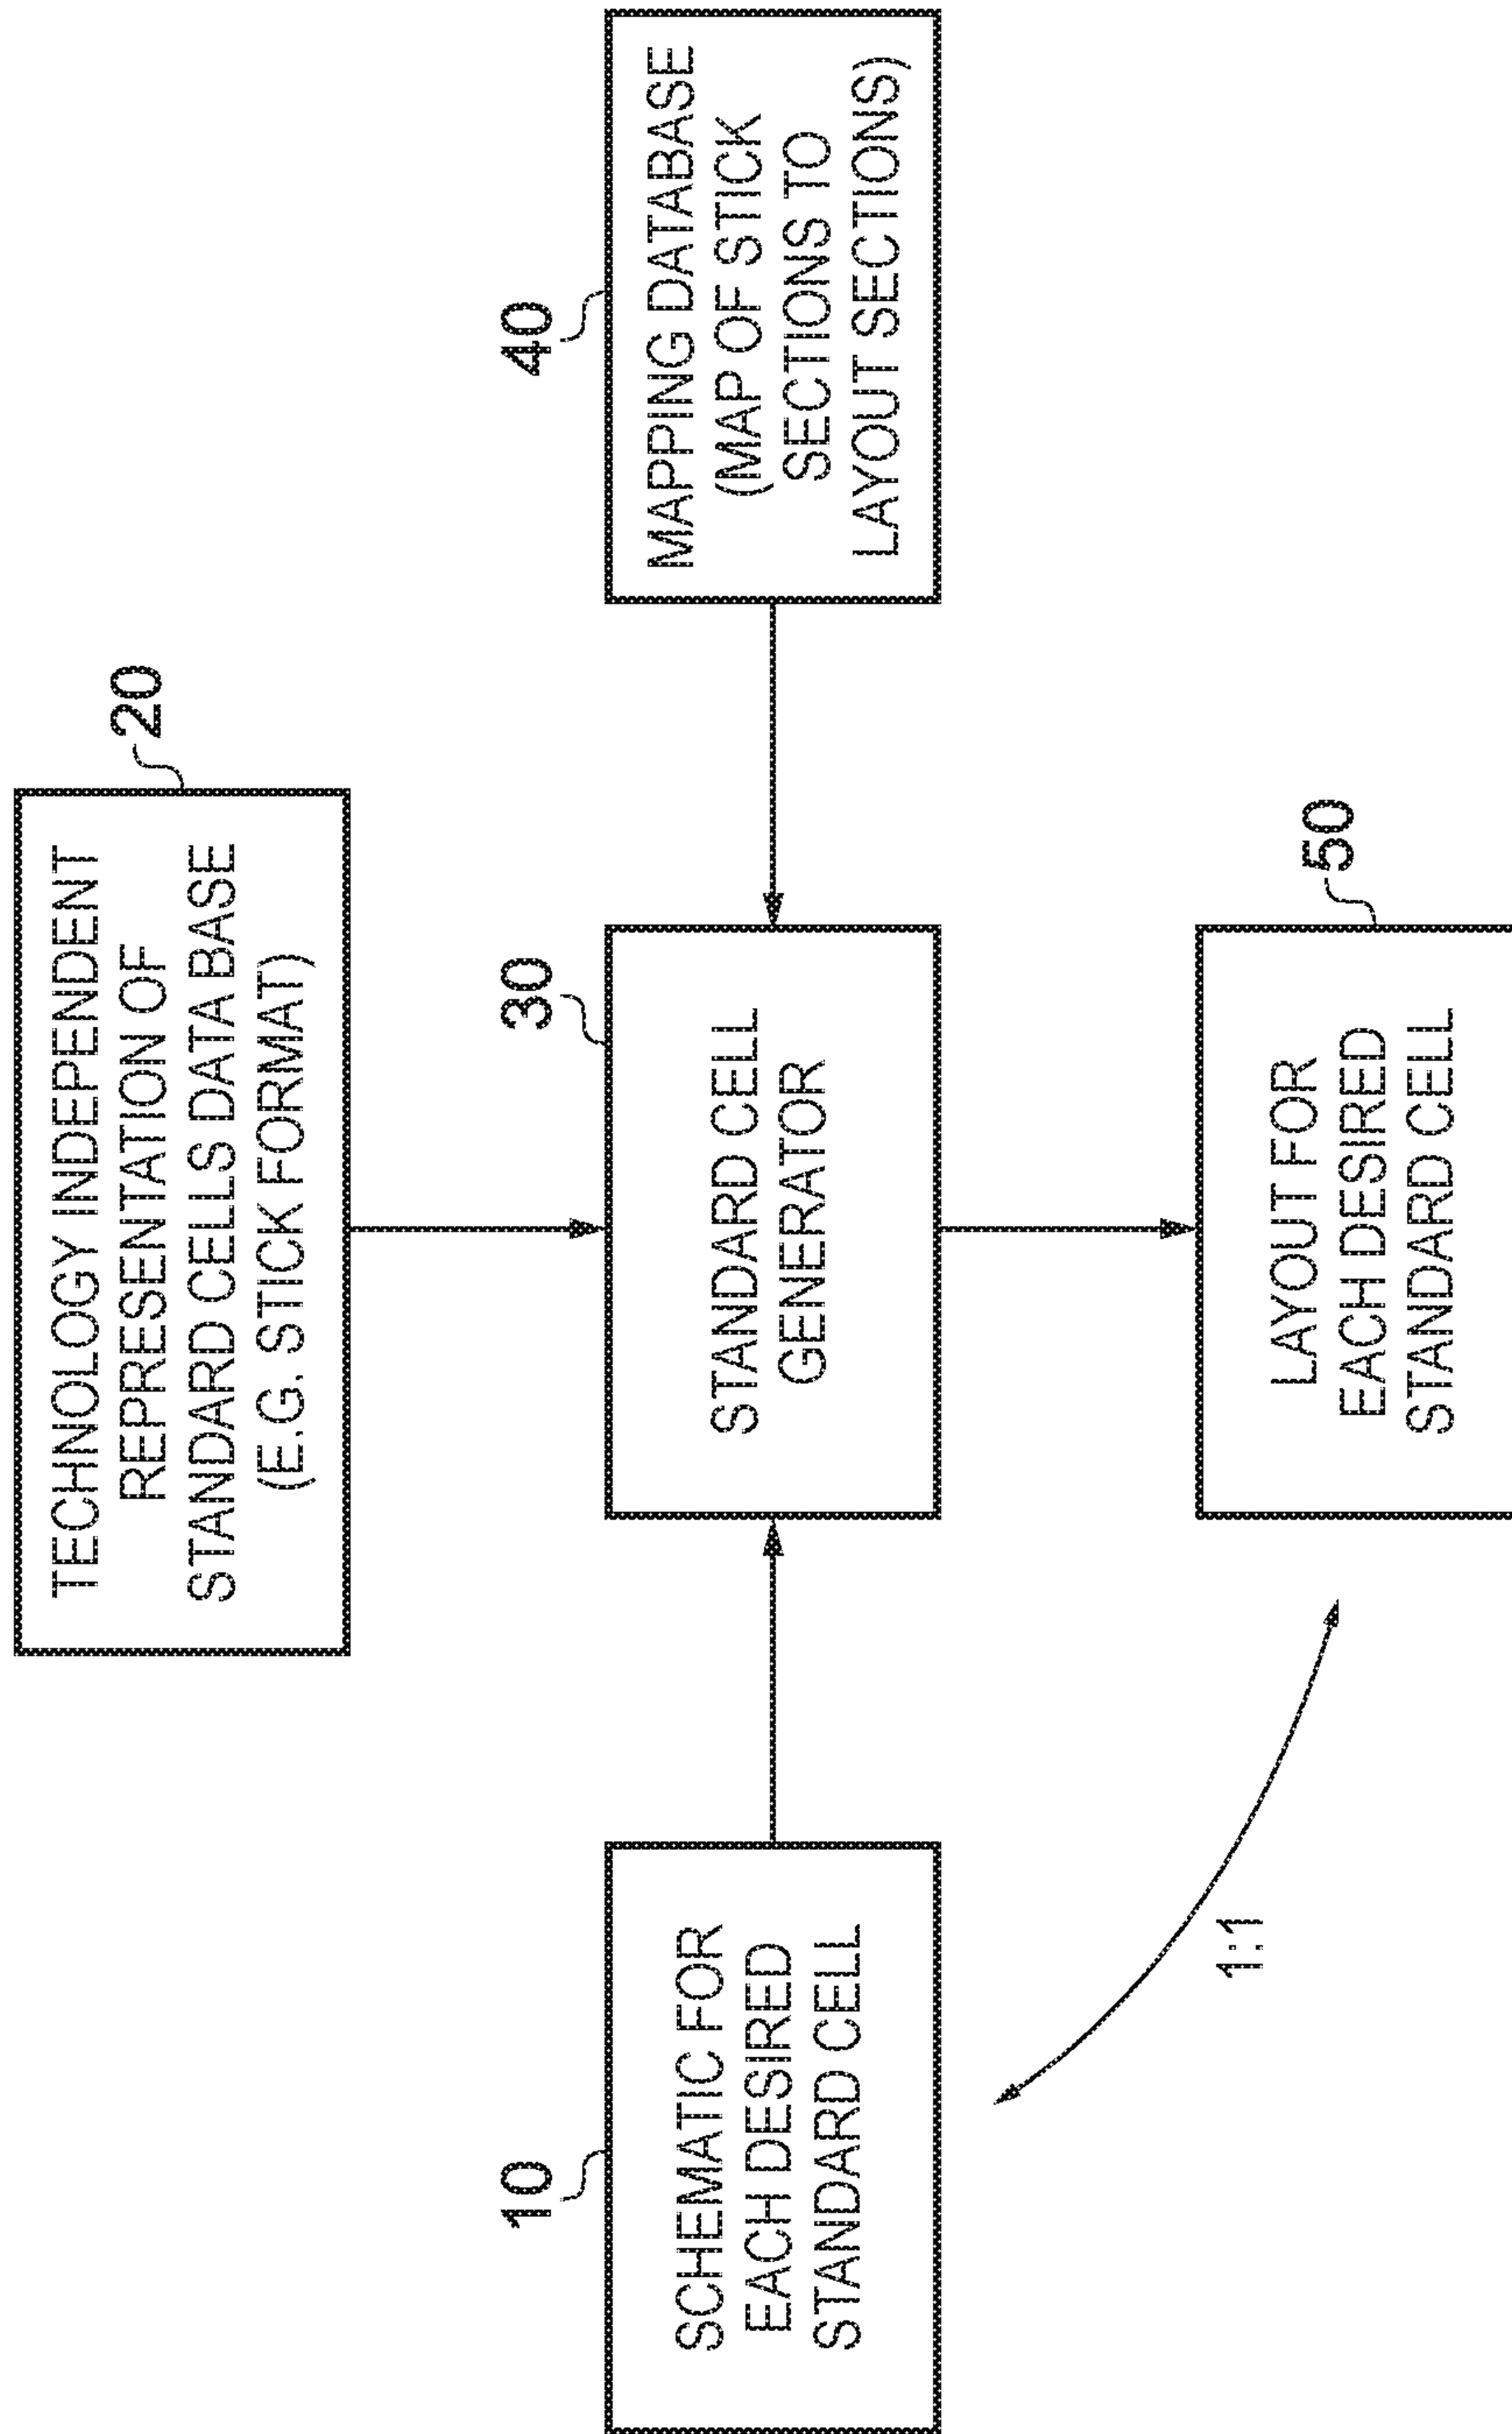 20
TECHNOLOGY INDEPENDENT
REPRESENTATION OF
STANDARD CELLS DATA BASE
(E.G. STICK FORMAT)
10
SCHEMATIC FOR
EACH DESIRED
STANDARD CELL
30
STANDARD CELL
GENERATOR
40
MAPPING DATABASE
(MAP OF STICK
SECTIONS TO
LAYOUT SECTIONS)
1:1
50
LAYOUT FOR
EACH DESIRED
STANDARD CELL